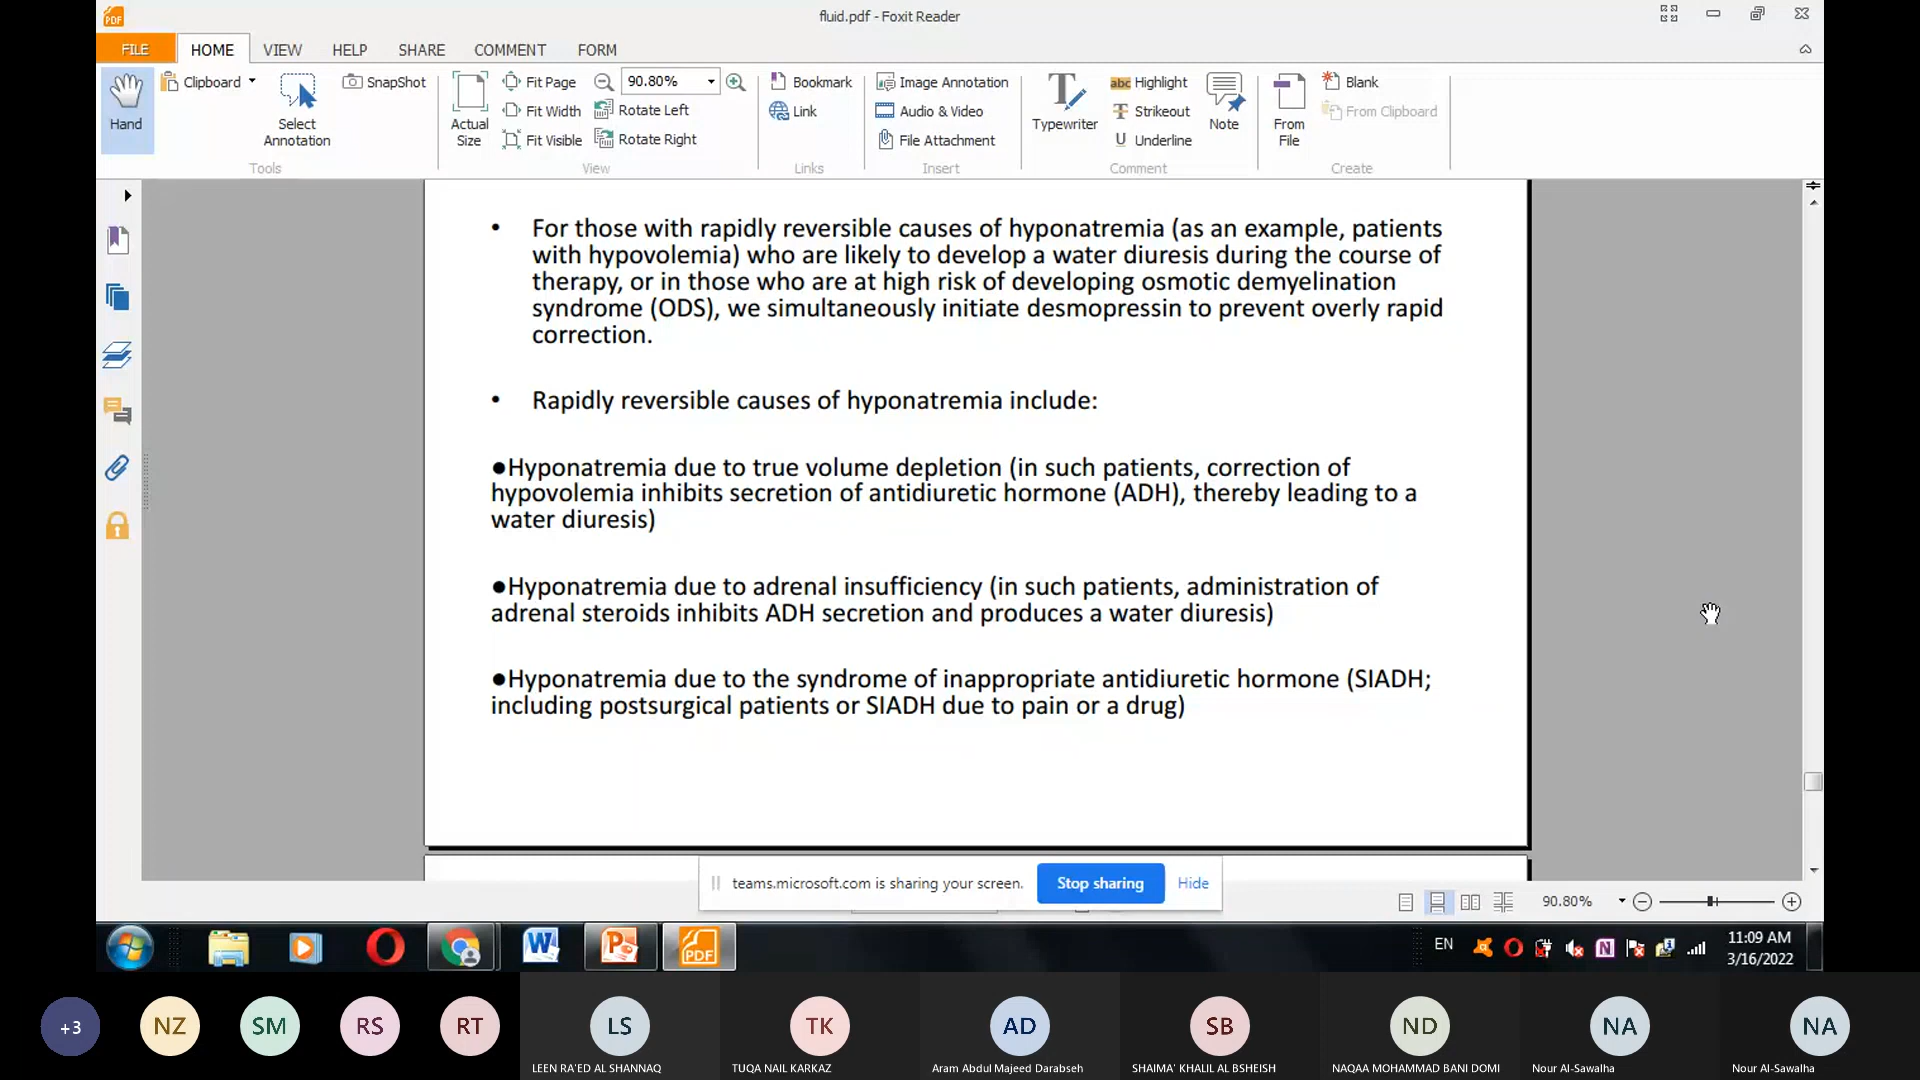 PDF
fluid.pdf - Foxit Reader
FILE HOME VIEW HELP SHARE COMMENT FORM
Hand
Clipboard
Select
Annotation
SnapShot
Tools
Actual
Size
Fit Page
Fit Width
Fit Visible
90.80%
Rotate Left
Rotate Right
View
Bookmark
Link
Links
Image Annotation
Audio & Video
File Attachment
Insert
Typewriter
abc Highlight
Strikeout
U Underline
Note
Comment
From
File
Blank
From Clipboard
Create
• For those with rapidly reversible causes of hyponatremia (as an example, patients
with hypovolemia) who are likely to develop a water diuresis during the course of
therapy, or in those who are at high risk of developing osmotic demyelination
syndrome (ODS), we simultaneously initiate desmopressin to prevent overly rapid
correction.
• Rapidly reversible causes of hyponatremia include:
●Hyponatremia due to true volume depletion (in such patients, correction of
hypovolemia inhibits secretion of antidiuretic hormone (ADH), thereby leading to a
water diuresis)
●Hyponatremia due to adrenal insufficiency (in such patients, administration of
adrenal steroids inhibits ADH secretion and produces a water diuresis)
●Hyponatremia due to the syndrome of inappropriate antidiuretic hormone (SIADH;
including postsurgical patients or SIADH due to pain or a drug)
teams.microsoft.com is sharing your screen. Stop sharing Hide
90.80%
W P PDF
EN
N
11:09 AM
3/16/2022
+3 NZ SM RS RT LS TK AD SB ND NA NA
LEEN RA'ED AL SHANNAQ TUQA NAIL KARKAZ Aram Abdul Majeed Darabseh SHAIMA' KHALIL AL BSHEISH NAQAA MOHAMMAD BANI DOMI Nour Al-Sawalha Nour Al-Sawalha